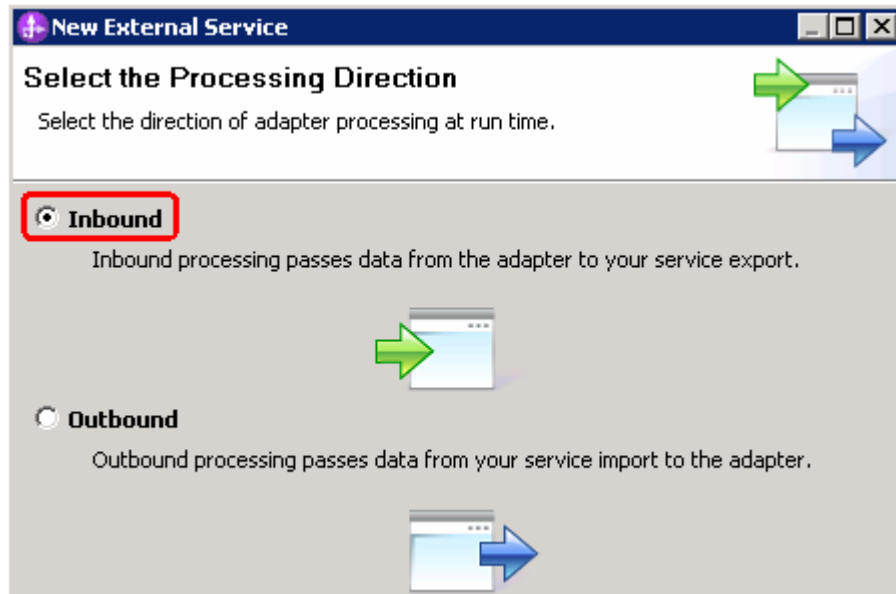 New External Service
Select the Processing Direction
Select the direction of adapter processing at run time.
Inbound
Inbound processing passes data from the adapter to your service export.
Outbound
Outbound processing passes data from your service import to the adapter.